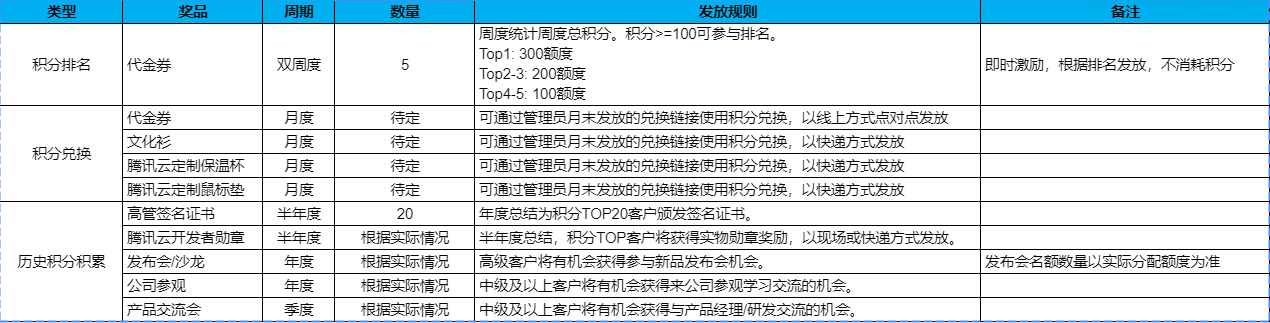 类型 奖品 周期 数量 发放规则 备注
积分排名 代金券 双周度 5 周度统计周度总积分。积分>=100可参与排名。
Top1: 300额度
Top2-3: 200额度
Top4-5: 100额度 即时激励，根据排名发放，不消耗积分
积分兑换 代金券 月度 待定 可通过管理员月末发放的兑换链接使用积分兑换，以线上方式点对点发放
文化衫 月度 待定 可通过管理员月末发放的兑换链接使用积分兑换，以快递方式发放
腾讯云定制保温杯 月度 待定 可通过管理员月末发放的兑换链接使用积分兑换，以快递方式发放
腾讯云定制鼠标垫 月度 待定 可通过管理员月末发放的兑换链接使用积分兑换，以快递方式发放
历史积分积累 高管签名证书 半年度 20 年度总结为积分TOP20客户颁发签名证书。
腾讯云开发者勋章 半年度 根据实际情况 半年度总结，积分TOP客户将获得实物勋章奖励，以现场或快递方式发放。
发布会/沙龙 年度 根据实际情况 高级客户将有机会获得参与新品发布会机会。 发布会名额数量以实际分配额度为准
公司参观 年度 根据实际情况 中级及以上客户将有机会获得来公司参观学习交流的机会。
产品交流会 季度 根据实际情况 中级及以上客户将有机会获得与产品经理/研发交流的机会。